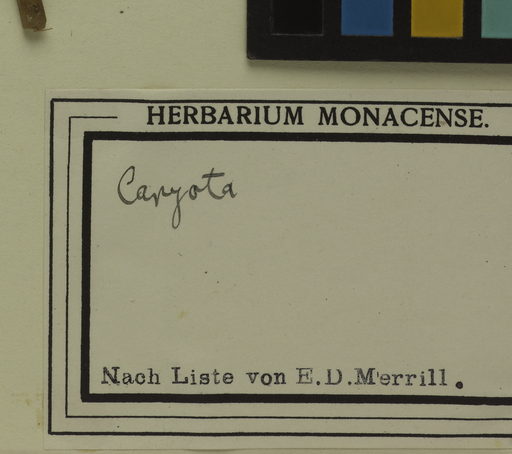 HERBARIUM MONACENSE.
Caryota
Nach Liste von E.D.Merrill.